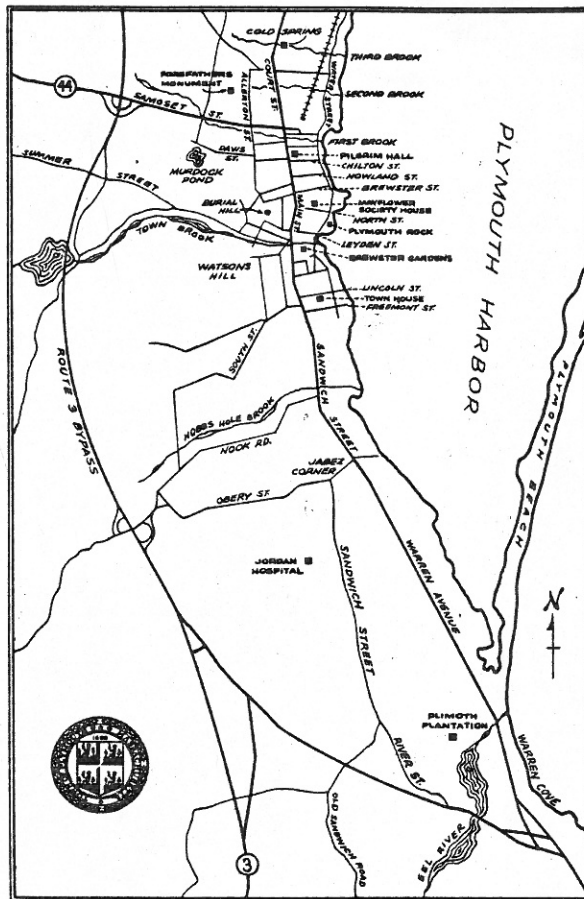 COLD SPRING
THIRD BROOK
FOREFATHERS
MONUMENT
COURT ST.
ALLERTON ST.
WATER STREET
SECOND BROOK
44
SAMOSET ST.
FIRST BROOK
DAVIS
ST.
PILGRIM HALL
CHILTON ST.
HOWLAND ST.
MURDOCK
POND
SUMMER STREET
BREWSTER ST.
BURIAL
HILL
MAIN ST.
MAYFLOWER
SOCIETY HOUSE
NORTH ST.
PLYMOUTH ROCK
TOWN BROOK
LEYDEN ST.
BREWSTER GARDENS
WATSONS
HILL
LINCOLN ST.
TOWN HOUSE
FREEMONT ST.
PLYMOUTH HARBOR
SOUTH ST.
SANDWICH STREET
PLYMOUTH BEACH
ROUTE 3 BYPASS
HOBBS HOLE BROOK
NOOK RD.
JABEZ
CORNER
OBERY ST.
WARREN AVENUE
JORDAN
HOSPITAL
SANDWICH STREET
N
PLIMOTH
PLANTATION
WARREN COVE
RIVER ST.
OLD SANDWICH ROAD
EEL RIVER
3